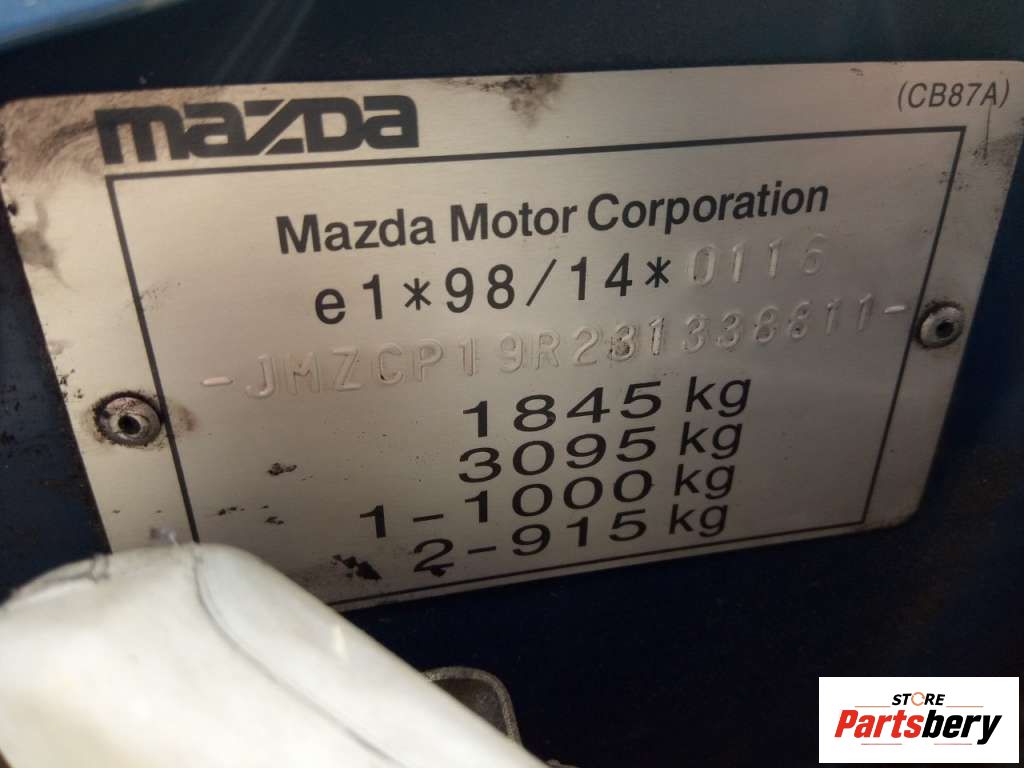 mazda
(CB87A)
Mazda Motor Corporation
e1*98/14*0116
-JMZCP19R231338811-
1845 kg
3095 kg
1-1000 kg
2-915 kg
STORE
Partsbery